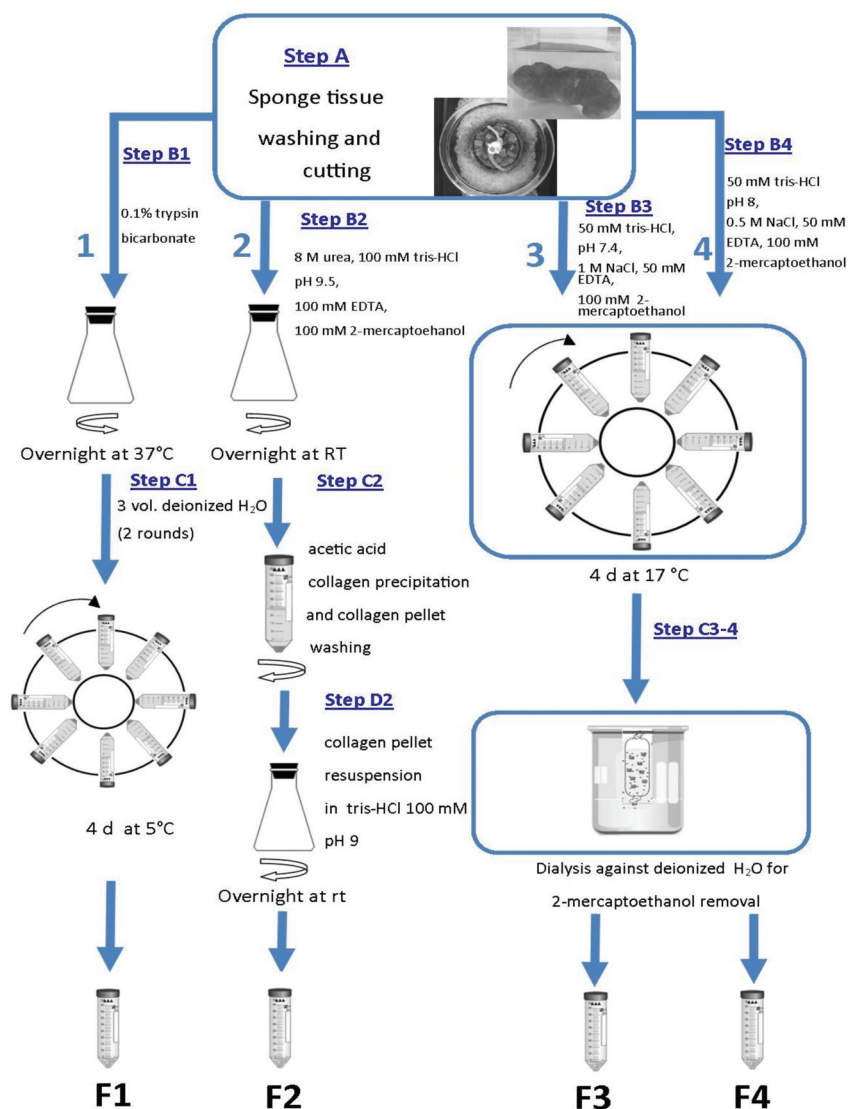 Step A
Sponge tissue
washing and
cutting
Step B1
0.1% trypsin
bicarbonate
1
Step B2
8 M urea, 100 mM tris-HCl
pH 9.5,
100 mM EDTA,
100 mM 2-mercaptoehanol
2
Step B3
50 mM tris-HCl,
pH 7.4,
1 M NaCl, 50 mM
EDTA,
100 mM 2-
mercaptoethanol
3
Step B4
50 mM tris-HCl
pH 8,
0.5 M NaCl, 50 mM
EDTA, 100 mM
2-mercaptoethanol
4
Overnight at 37°C
Step C1
3 vol. deionized H₂O
(2 rounds)
4 d at 5°C
F1
Overnight at RT
Step C2
acetic acid
collagen precipitation
and collagen pellet
washing
Step D2
collagen pellet
resuspension
in tris-HCl 100 mM
pH 9
Overnight at rt
F2
4 d at 17 °C
Step C3-4
Dialysis against deionized H₂O for
2-mercaptoethanol removal
F3
F4